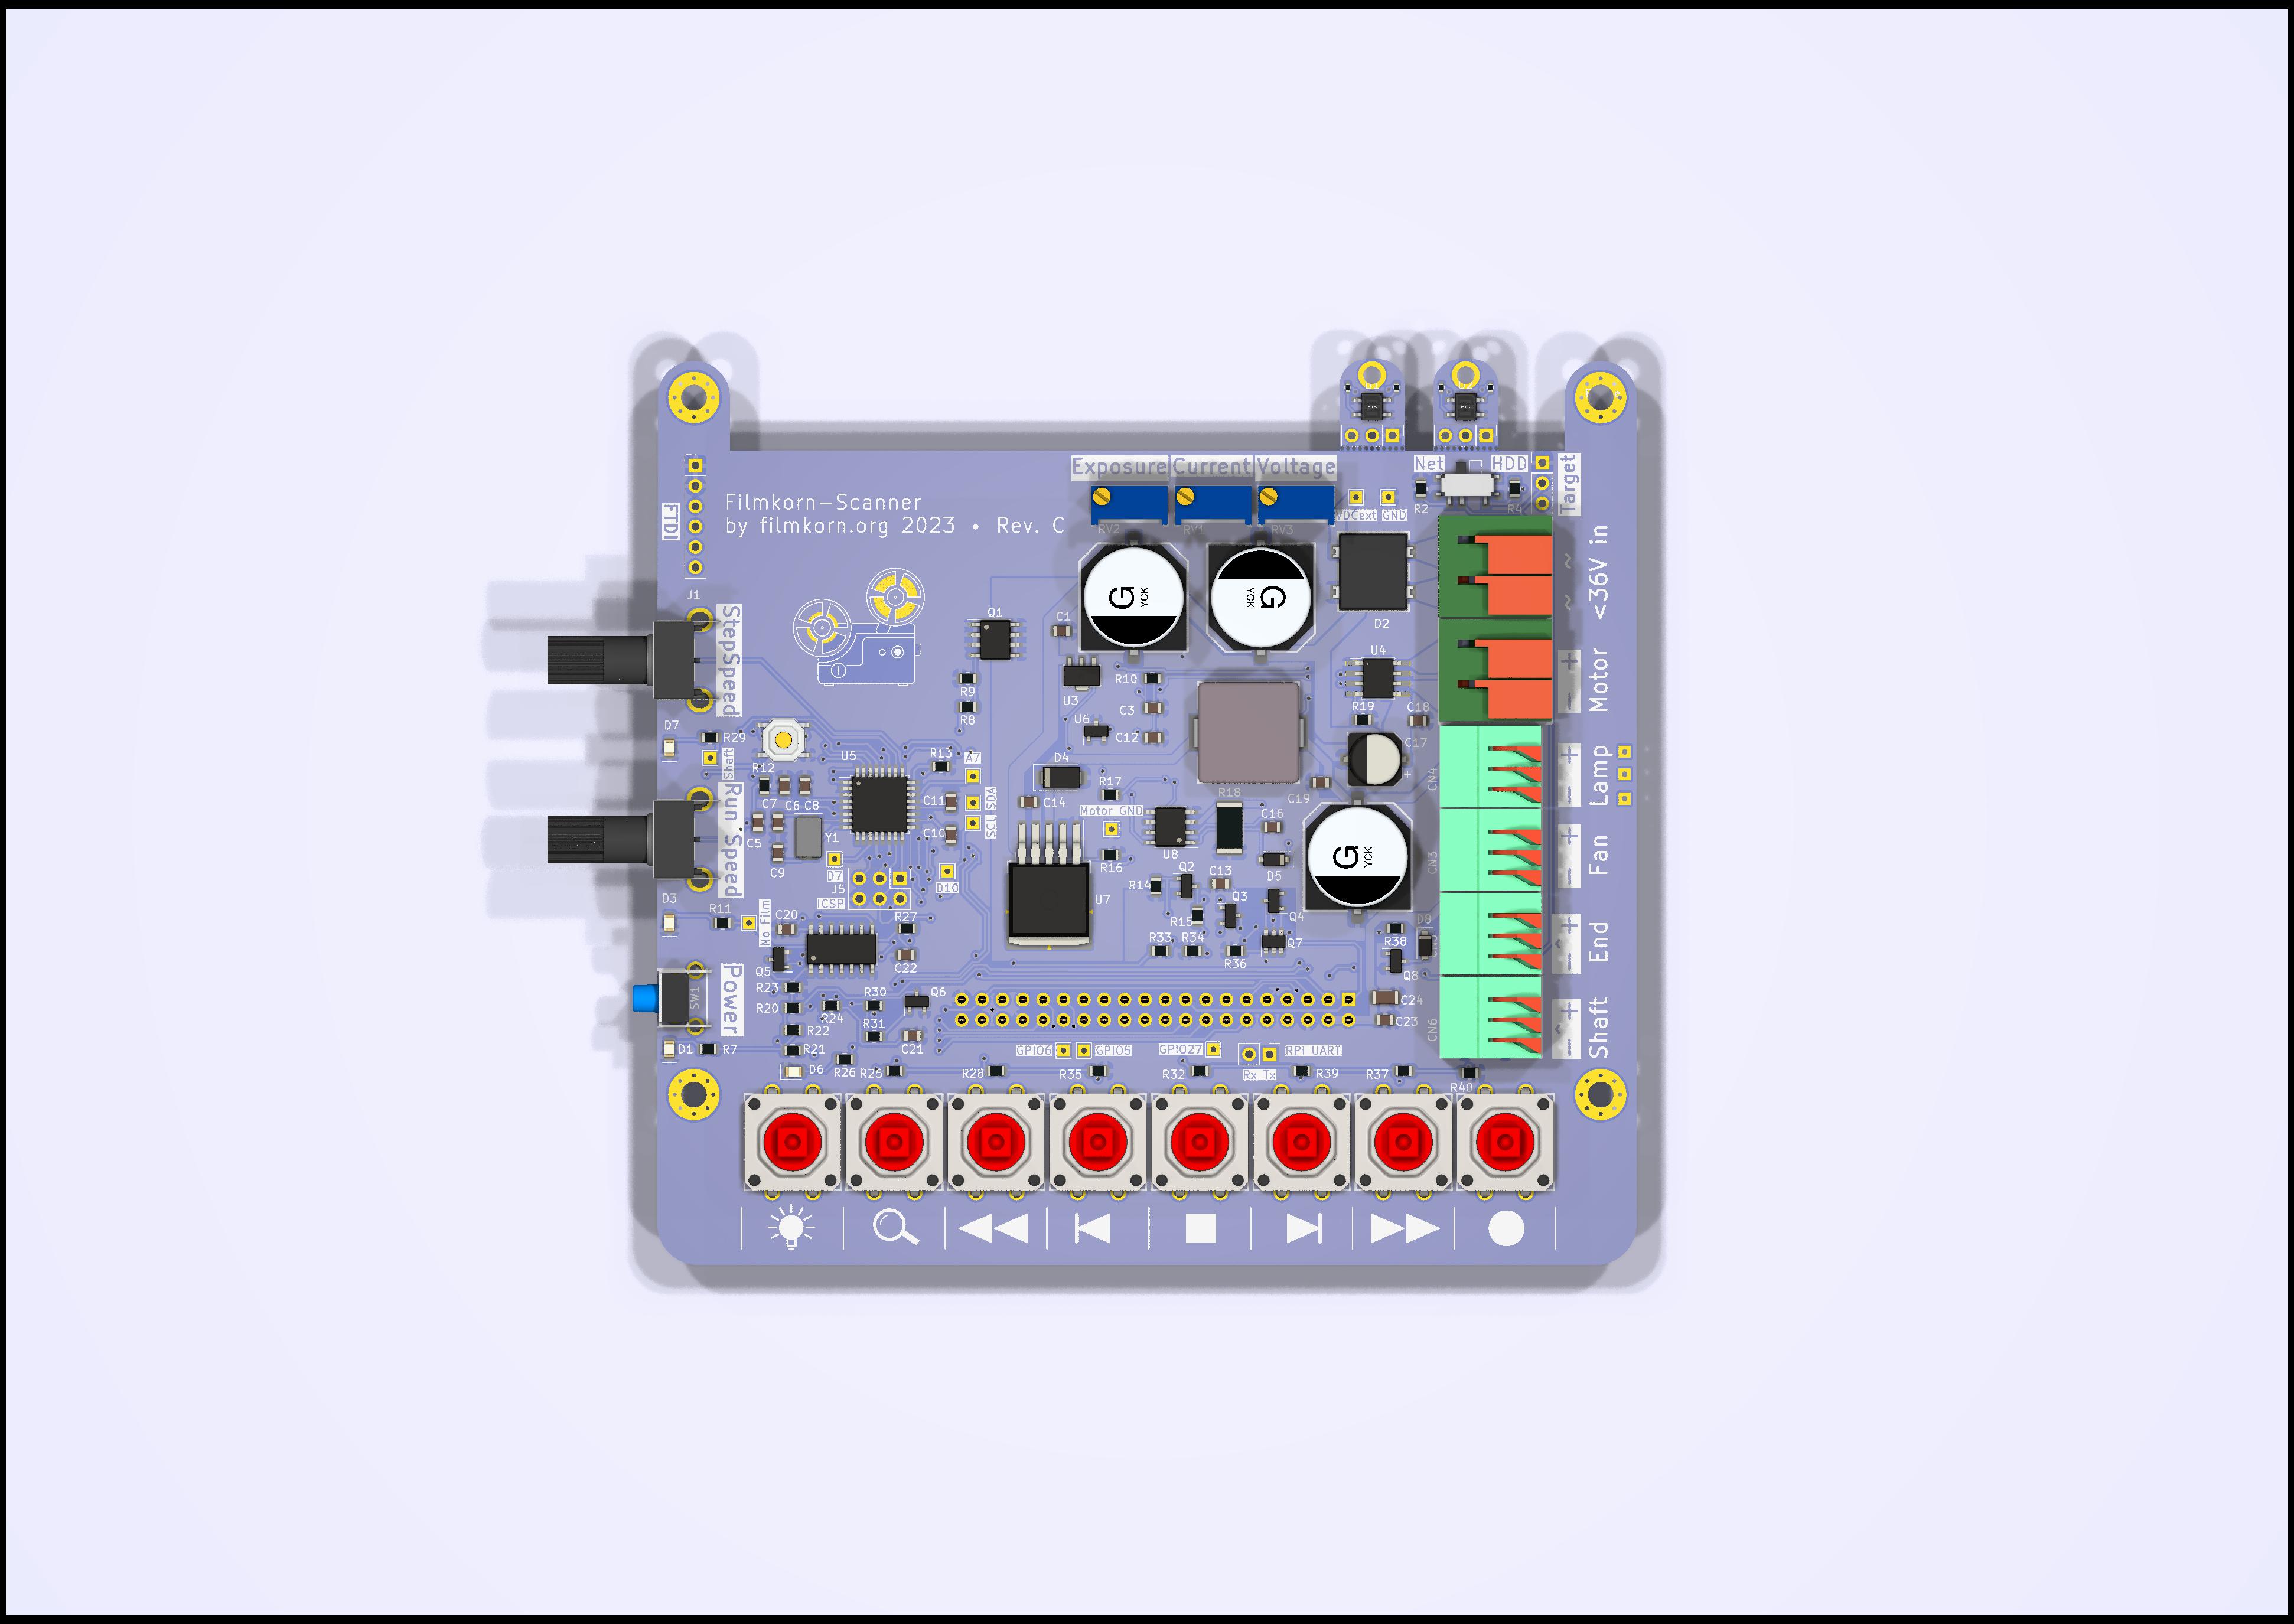 Filmkorn-Scanner
by filmkorn.org 2023 • Rev. C
Exposure
Current
Voltage
Net
HDD
Target
RV2
RV1
RV3
VDCext
GND
R2
R4
FTDI
J1
StepSpeed
Q1
C1
D2
<36V in
~
~
U3
R10
U4
R9
R8
U6
C3
C12
R19
C18
C17
+
Motor
+
-
D7
R29
Shaft
R12
U5
R13
A7
D4
R17
C14
Motor GND
R18
C19
CN4
Lamp
+
-
Run Speed
C7
C6
C8
C11
SDA
SCL
C10
C5
Y1
C9
U8
C16
R16
D5
CN3
Fan
+
-
D7
J5
ICSP
D10
R14
Q2
C13
U7
Q3
R15
Q4
D3
R11
No Film
C20
R27
C22
Q5
R33
R34
R36
Q7
R38
D8
Q8
End
+
-
Power
SW1
R23
R20
R24
R30
Q6
R31
R22
R21
C21
C24
C23
CN6
Shaft
+
-
D1
R7
D6
R26
R25
R28
GPIO6
GPIO5
GPIO27
RPi UART
Rx Tx
R35
R32
R39
R37
R40
G
YCK
G
YCK
G
YCK